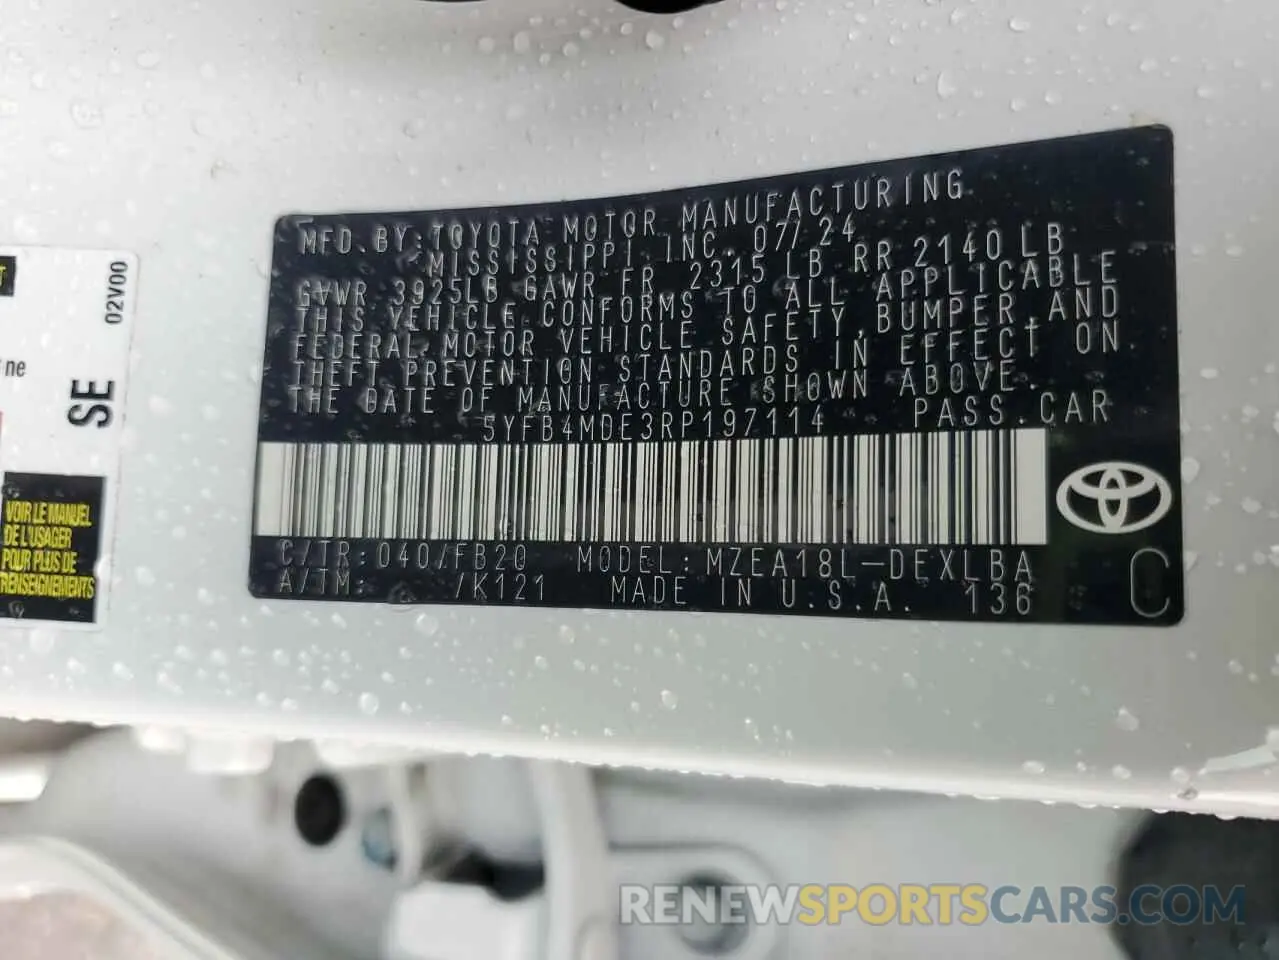 MFD. BY: TOYOTA MOTOR MANUFACTURING
MISSISSIPPI, INC. 07/24
GVWR 3925LB GAWR FR 2315 LB RR 2140 LB
THIS VEHICLE CONFORMS TO ALL APPLICABLE
FEDERAL MOTOR VEHICLE SAFETY, BUMPER, AND
THEFT PREVENTION STANDARDS IN EFFECT ON
THE DATE OF MANUFACTURE SHOWN ABOVE.
5YFB4MDE3RP197114 PASS. CAR
C/TR: 040/FB20 MODEL: MZEA18L-DEXLBA
A/TM: /K121 MADE IN U.S.A. 136
C
02V00
ne
SE
VOIR LE MANUEL
DE L'USAGER
POUR PLUS DE
RENSEIGNEMENTS
RENEWSPORTSCARS.COM